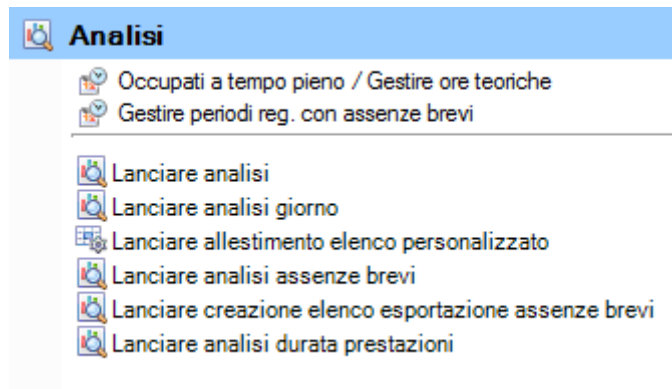 Analisi
Occupati a tempo pieno / Gestire ore teoriche
Gestire periodi reg. con assenze brevi
Lanciare analisi
Lanciare analisi giorno
Lanciare allestimento elenco personalizzato
Lanciare analisi assenze brevi
Lanciare creazione elenco esportazione assenze brevi
Lanciare analisi durata prestazioni